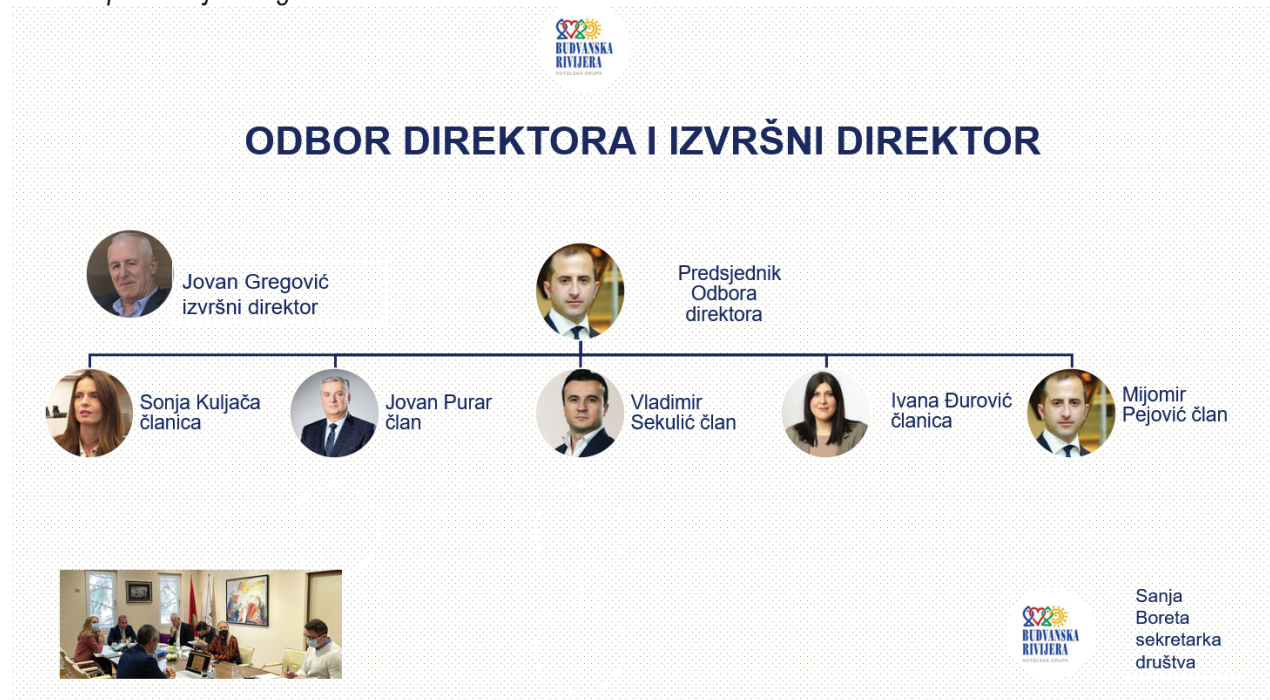 BUDVANSKA
RIVIJERA
HOTELSKA GRUPA
ODBOR DIREKTORA I IZVRŠNI DIREKTOR
Jovan Gregović
izvršni direktor
Predsjednik
Odbora
direktora
Sonja Kuljača
članica
Jovan Purar
član
Vladimir
Sekulić član
Ivana Đurović
članica
Mijomir
Pejović član
BUDVANSKA
RIVIJERA
HOTELSKA GRUPA
Sanja
Boreta
sekretarka
društva